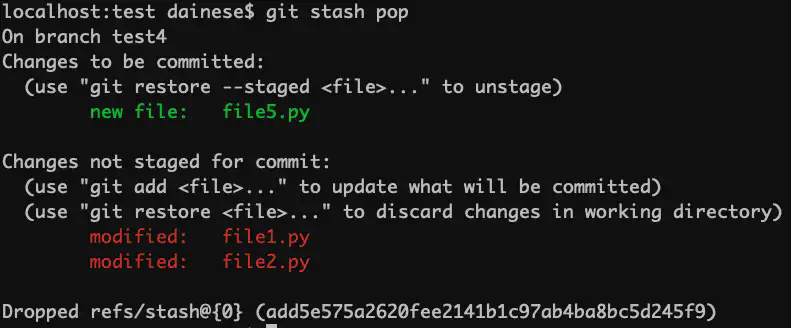 localhost:test dainese$ git stash pop
On branch test4
Changes to be committed:
  (use "git restore --staged <file>..." to unstage)
        new file:   file5.py

Changes not staged for commit:
  (use "git add <file>..." to update what will be committed)
  (use "git restore <file>..." to discard changes in working directory)
        modified:   file1.py
        modified:   file2.py

Dropped refs/stash@{0} (add5e575a2620fee2141b1c97ab4ba8bc5d245f9)